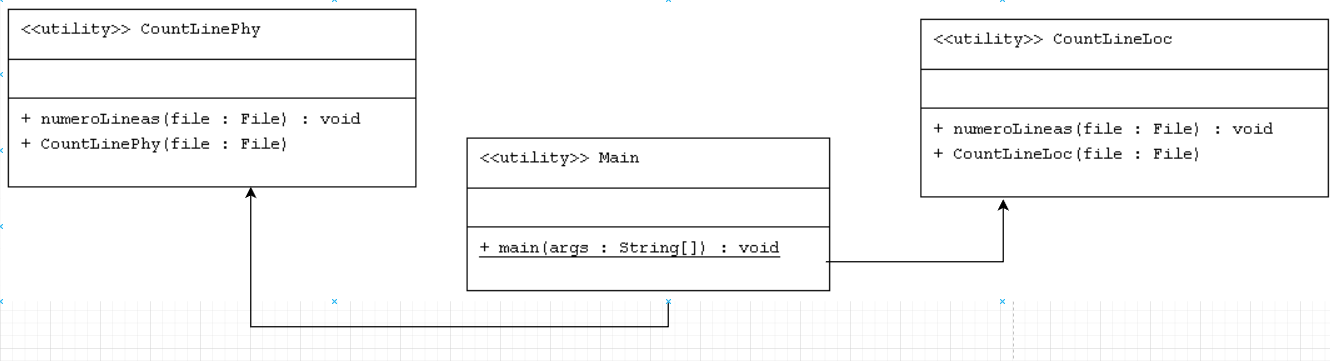 <<utility>> CountLinePhy
+ numeroLineas(file : File) : void
+ CountLinePhy(file : File)
<<utility>> Main
+ main(args : String[]) : void
<<utility>> CountLineLoc
+ numeroLineas(file : File) : void
+ CountLineLoc(file : File)